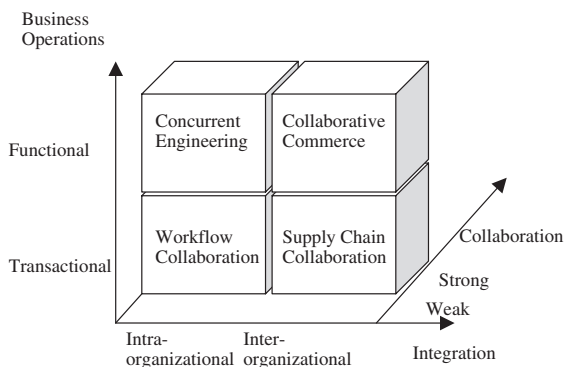 Business
Operations
Functional
Concurrent
Engineering
Collaborative
Commerce
Transactional
Workflow
Collaboration
Supply Chain
Collaboration
Collaboration
Strong
Weak
Intra-
organizational
Inter-
organizational
Integration